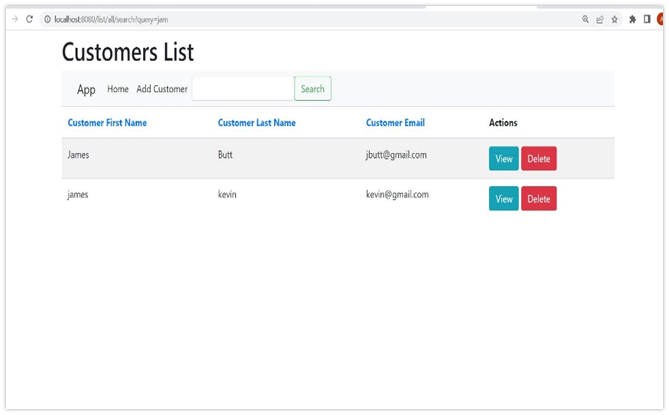 localhost:8080/list/all/search?query=jam
Customers List
App Home Add Customer Search
Customer First Name Customer Last Name Customer Email Actions
James Butt jbutt@gmail.com View Delete
james kevin kevin@gmail.com View Delete